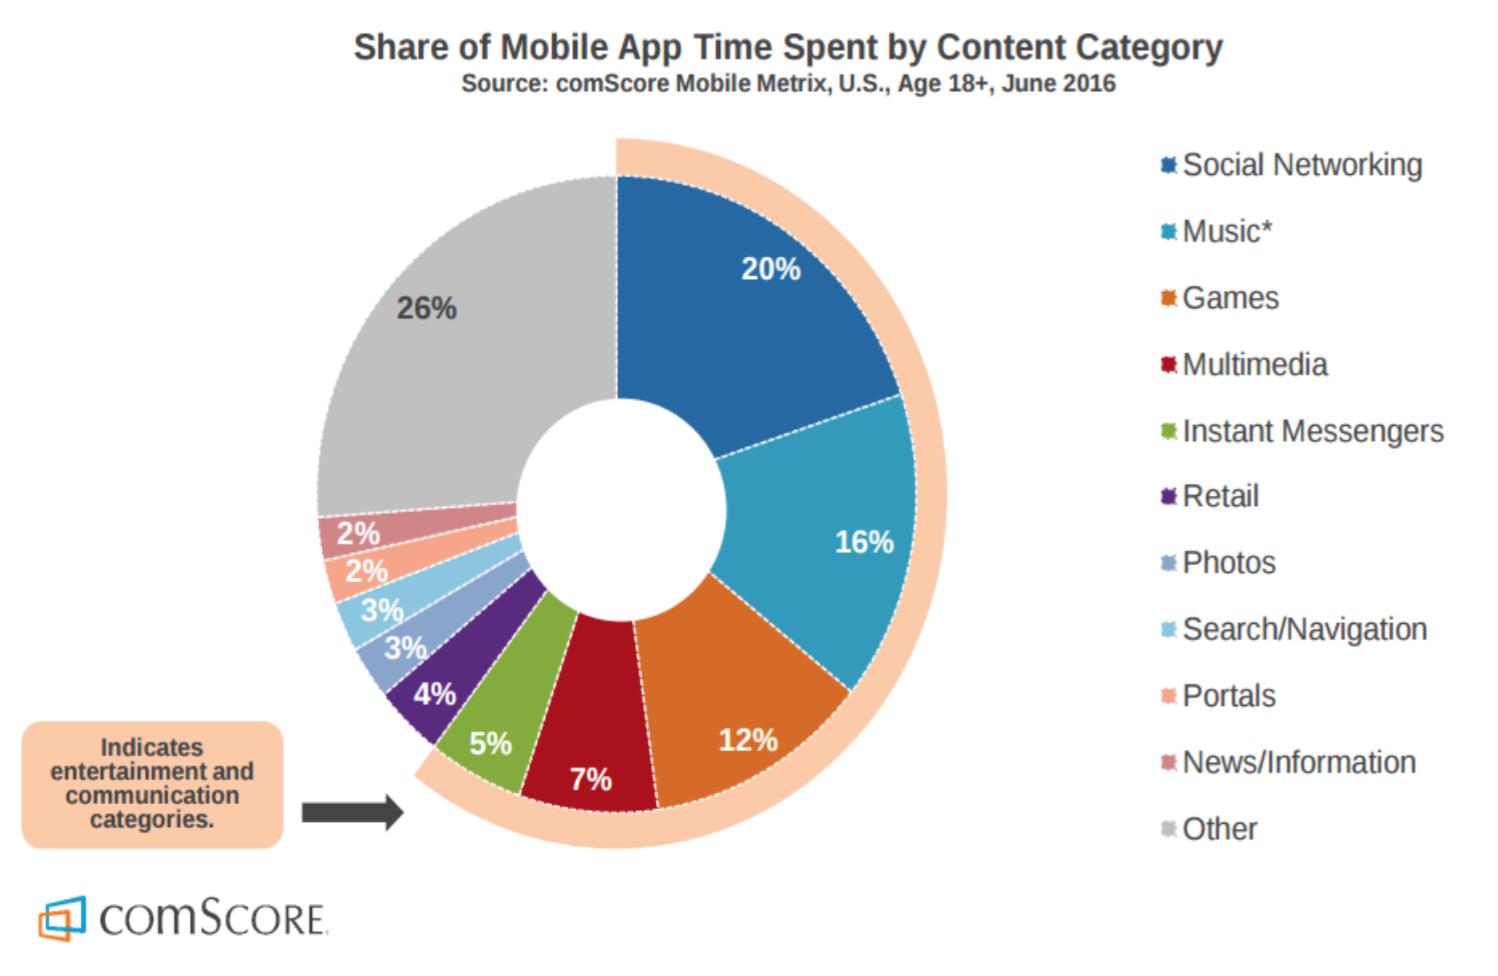 Share of Mobile App Time Spent by Content Category
Source: comScore Mobile Metrix, U.S., Age 18+, June 2016
20%
16%
12%
7%
5%
4%
3%
3%
2%
2%
26%
Social Networking
Music*
Games
Multimedia
Instant Messengers
Retail
Photos
Search/Navigation
Portals
News/Information
Other
Indicates
entertainment and
communication
categories.
COMSCORE